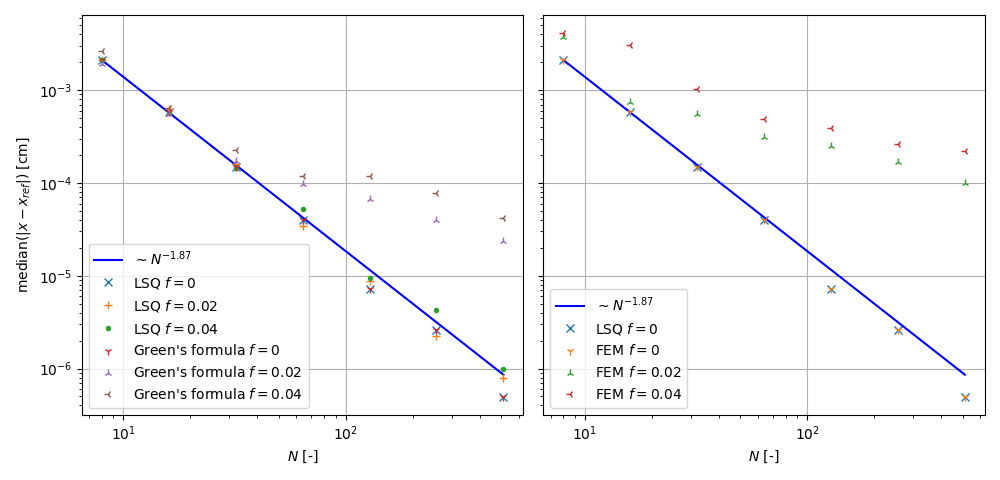 median(|x − x_ref|) [cm]
10⁻³
10⁻⁴
10⁻⁵
10⁻⁶
∼ N⁻¹·⁸⁷
LSQ f = 0
LSQ f = 0.02
LSQ f = 0.04
Green's formula f = 0
Green's formula f = 0.02
Green's formula f = 0.04
10¹
10²
N [-]
∼ N⁻¹·⁸⁷
LSQ f = 0
FEM f = 0
FEM f = 0.02
FEM f = 0.04
10¹
10²
N [-]